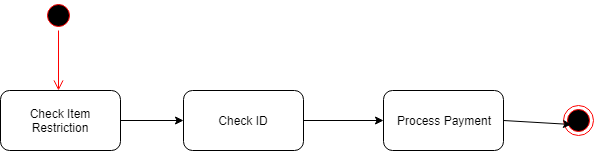 Check Item
Restriction
Check ID
Process Payment